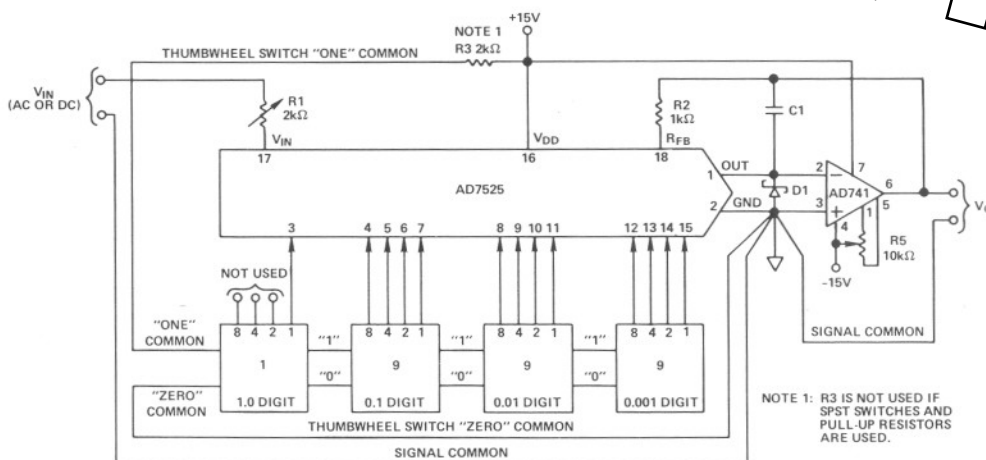 +15V
NOTE 1
R3 2kΩ
THUMBWHEEL SWITCH "ONE" COMMON
VIN
(AC OR DC)
R1
2kΩ
VIN
17
VDD
16
R2
1kΩ
RFB
18
C1
AD7525
1
OUT
2
GND
D1
2
3
7
AD741
6
5
1
4
R5
10kΩ
-15V
V
SIGNAL COMMON
3
4
5
6
7
8
9
10
11
12
13
14
15
NOT USED
8 4 2 1
8 4 2 1
8 4 2 1
8 4 2 1
"ONE"
COMMON
1
"1"
9
"1"
9
"1"
9
"0"
"0"
"0"
"ZERO"
COMMON
1.0 DIGIT
0.1 DIGIT
0.01 DIGIT
0.001 DIGIT
THUMBWHEEL SWITCH "ZERO" COMMON
SIGNAL COMMON
NOTE 1: R3 IS NOT USED IF
SPST SWITCHES AND
PULL-UP RESISTORS
ARE USED.